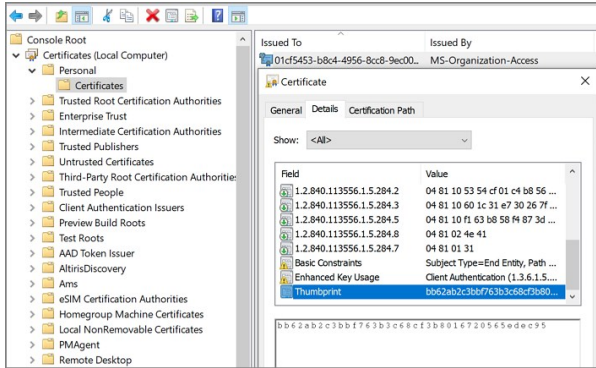 Console Root
Certificates (Local Computer)
Personal
Certificates
Trusted Root Certification Authorities
Enterprise Trust
Intermediate Certification Authorities
Trusted Publishers
Untrusted Certificates
Third-Party Root Certification Authorities
Trusted People
Client Authentication Issuers
Preview Build Roots
Test Roots
AAD Token Issuer
AltirisDiscovery
Ams
eSIM Certification Authorities
Homegroup Machine Certificates
Local NonRemovable Certificates
PMAgent
Remote Desktop
Issued To Issued By
01cf5453-b8c4-4956-8cc8-9ec00... MS-Organization-Access
Certificate
General Details Certification Path
Show: <All>
Field Value
1.2.840.113556.1.5.284.2 04 81 10 53 54 cf 01 c4 b8 56 ...
1.2.840.113556.1.5.284.3 04 81 10 60 1c 31 e7 30 26 7f ...
1.2.840.113556.1.5.284.5 04 81 10 f1 63 b8 58 f4 87 3d ...
1.2.840.113556.1.5.284.8 04 81 02 4e 41
1.2.840.113556.1.5.284.7 04 81 01 31
Basic Constraints Subject Type=End Entity, Path ...
Enhanced Key Usage Client Authentication (1.3.6.1.5....
Thumbprint bb62ab2c3bbf763b3c68cf3b80...
bb62ab2c3bbf763b3c68cf3b8016720565edec95